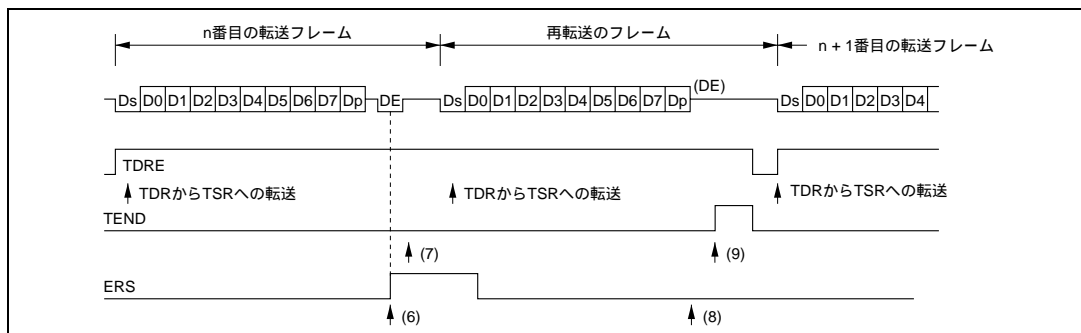 n番目の転送フレーム 再転送のフレーム n + 1番目の転送フレーム
Ds D0 D1 D2 D3 D4 D5 D6 D7 Dp DE Ds D0 D1 D2 D3 D4 D5 D6 D7 Dp (DE) Ds D0 D1 D2 D3 D4
TDRE
TDRからTSRへの転送 TDRからTSRへの転送 TDRからTSRへの転送
TEND
(7) (9)
ERS
(6) (8)